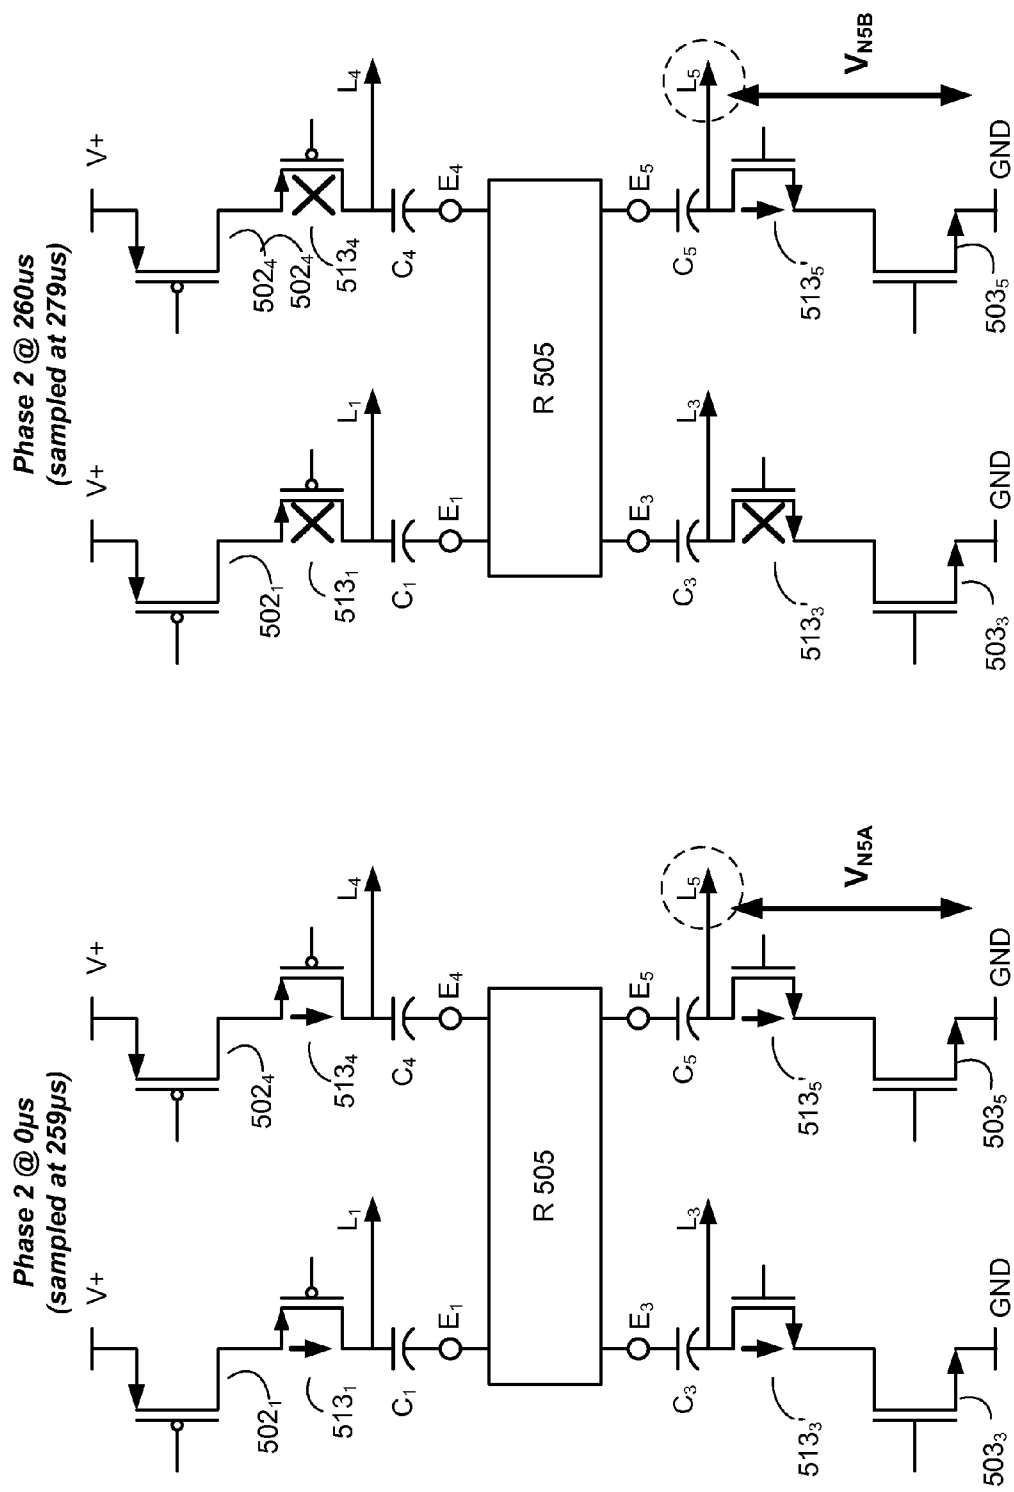 Phase 2 @ 0µs
(sampled at 259µs)
V+
V+
502₁
502₄
513₁
513₄
L₁
L₄
C₁
C₄
E₁
E₄
R 505
E₃
E₅
C₃
C₅
L₃
L₅
513₃'
513₅'
V_N5A
503₃
503₅
GND
GND
Phase 2 @ 260us
(sampled at 279us)
V+
V+
502₁
502₄
502₄
513₁
513₄
L₁
L₄
C₁
C₄
E₁
E₄
R 505
E₃
E₅
C₃
C₅
L₃
L₅
513₃'
513₅'
V_N5B
503₃
503₅
GND
GND